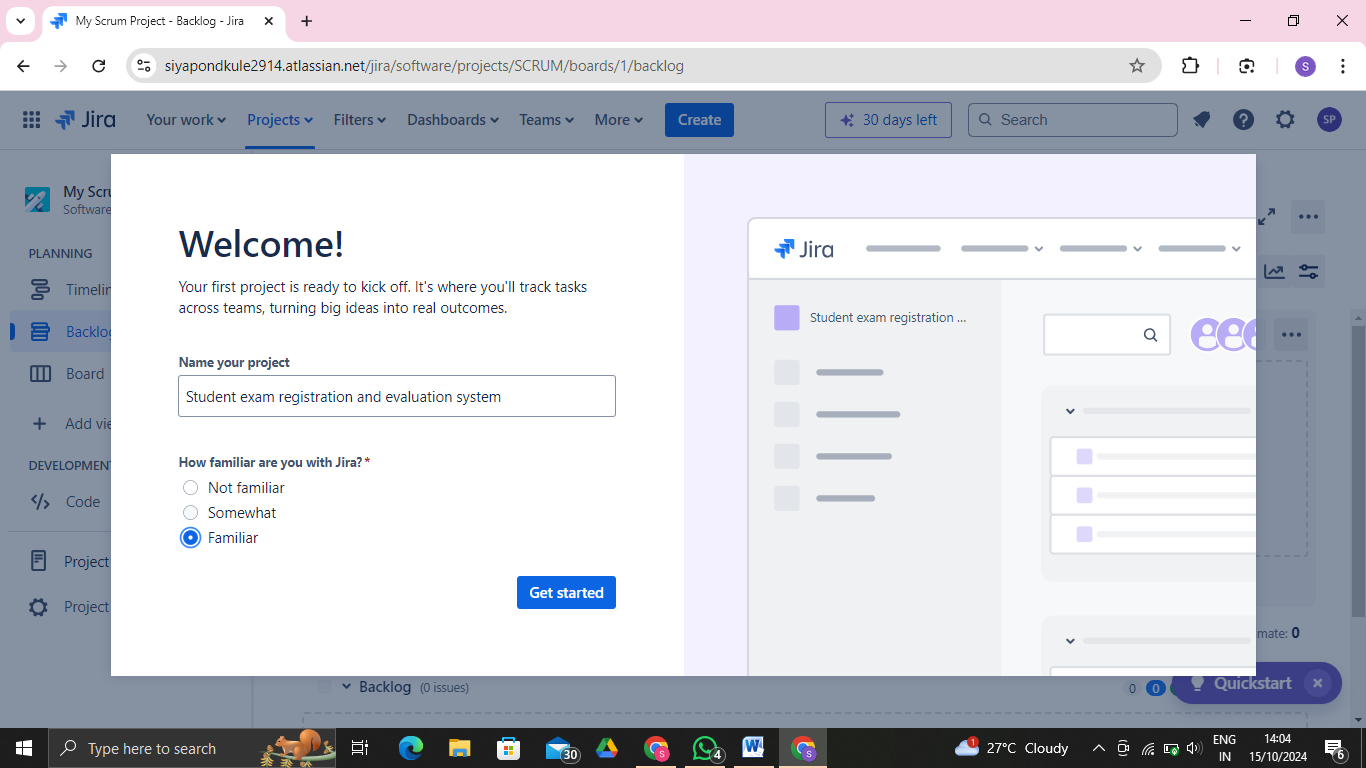 My Scrum Project - Backlog - Jira
siyapondkule2914.atlassian.net/jira/software/projects/SCRUM/boards/1/backlog
S
Jira
Your work
Projects
Filters
Dashboards
Teams
More
Create
30 days left
Search
SP
My Scru
Software
PLANNING
Timelin
Backlog
Board
Add vie
DEVELOPMENT
Code
Project
Project
Welcome!
Your first project is ready to kick off. It's where you'll track tasks
across teams, turning big ideas into real outcomes.
Name your project
Student exam registration and evaluation system
How familiar are you with Jira?*
Not familiar
Somewhat
Familiar
Get started
Jira
Student exam registration ...
mate: 0
Backlog (0 issues)
0 0
Quickstart
Type here to search
30
S
4
S
1
27°C Cloudy
ENG
IN
14:04
15/10/2024
6